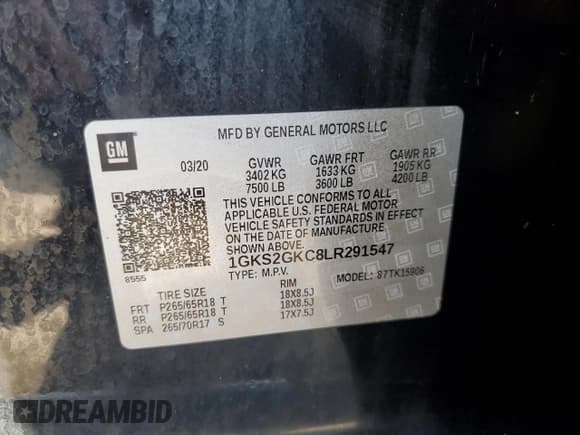 GM
MFD BY GENERAL MOTORS LLC
03/20 GVWR GAWR FRT GAWR RR
3402 KG 1633 KG 1905 KG
7500 LB 3600 LB 4200 LB
THIS VEHICLE CONFORMS TO ALL
APPLICABLE U.S. FEDERAL MOTOR
VEHICLE SAFETY STANDARDS IN EFFECT
ON THE DATE OF MANUFACTURE SHOWN ABOVE.
8555 1GKS2GKC8LR291547
TYPE: M.P.V. MODEL: S7TK15906
TIRE SIZE RIM
FRT P265/65R18 T 18X8.5J
RR P265/65R18 T 18X8.5J
SPA 265/70R17 S 17X7.5J
DREAMBID